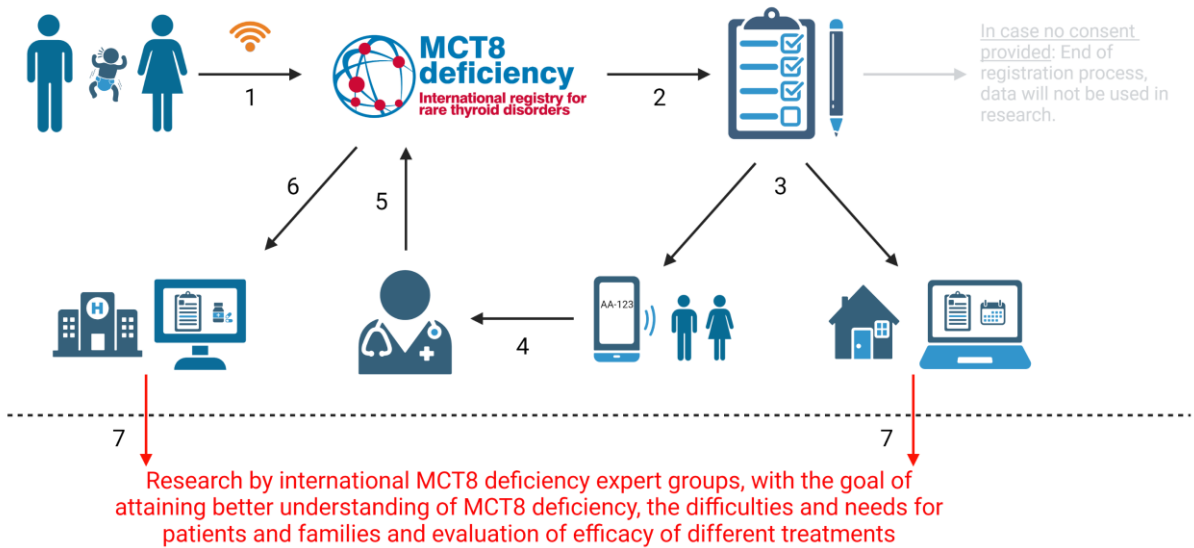 MCT8
deficiency
International registry for
rare thyroid disorders
In case no consent
provided: End of
registration process,
data will not be used in
research.
1
2
6
5
3
H
AA-123
4
7
7
Research by international MCT8 deficiency expert groups, with the goal of
attaining better understanding of MCT8 deficiency, the difficulties and needs for
patients and families and evaluation of efficacy of different treatments